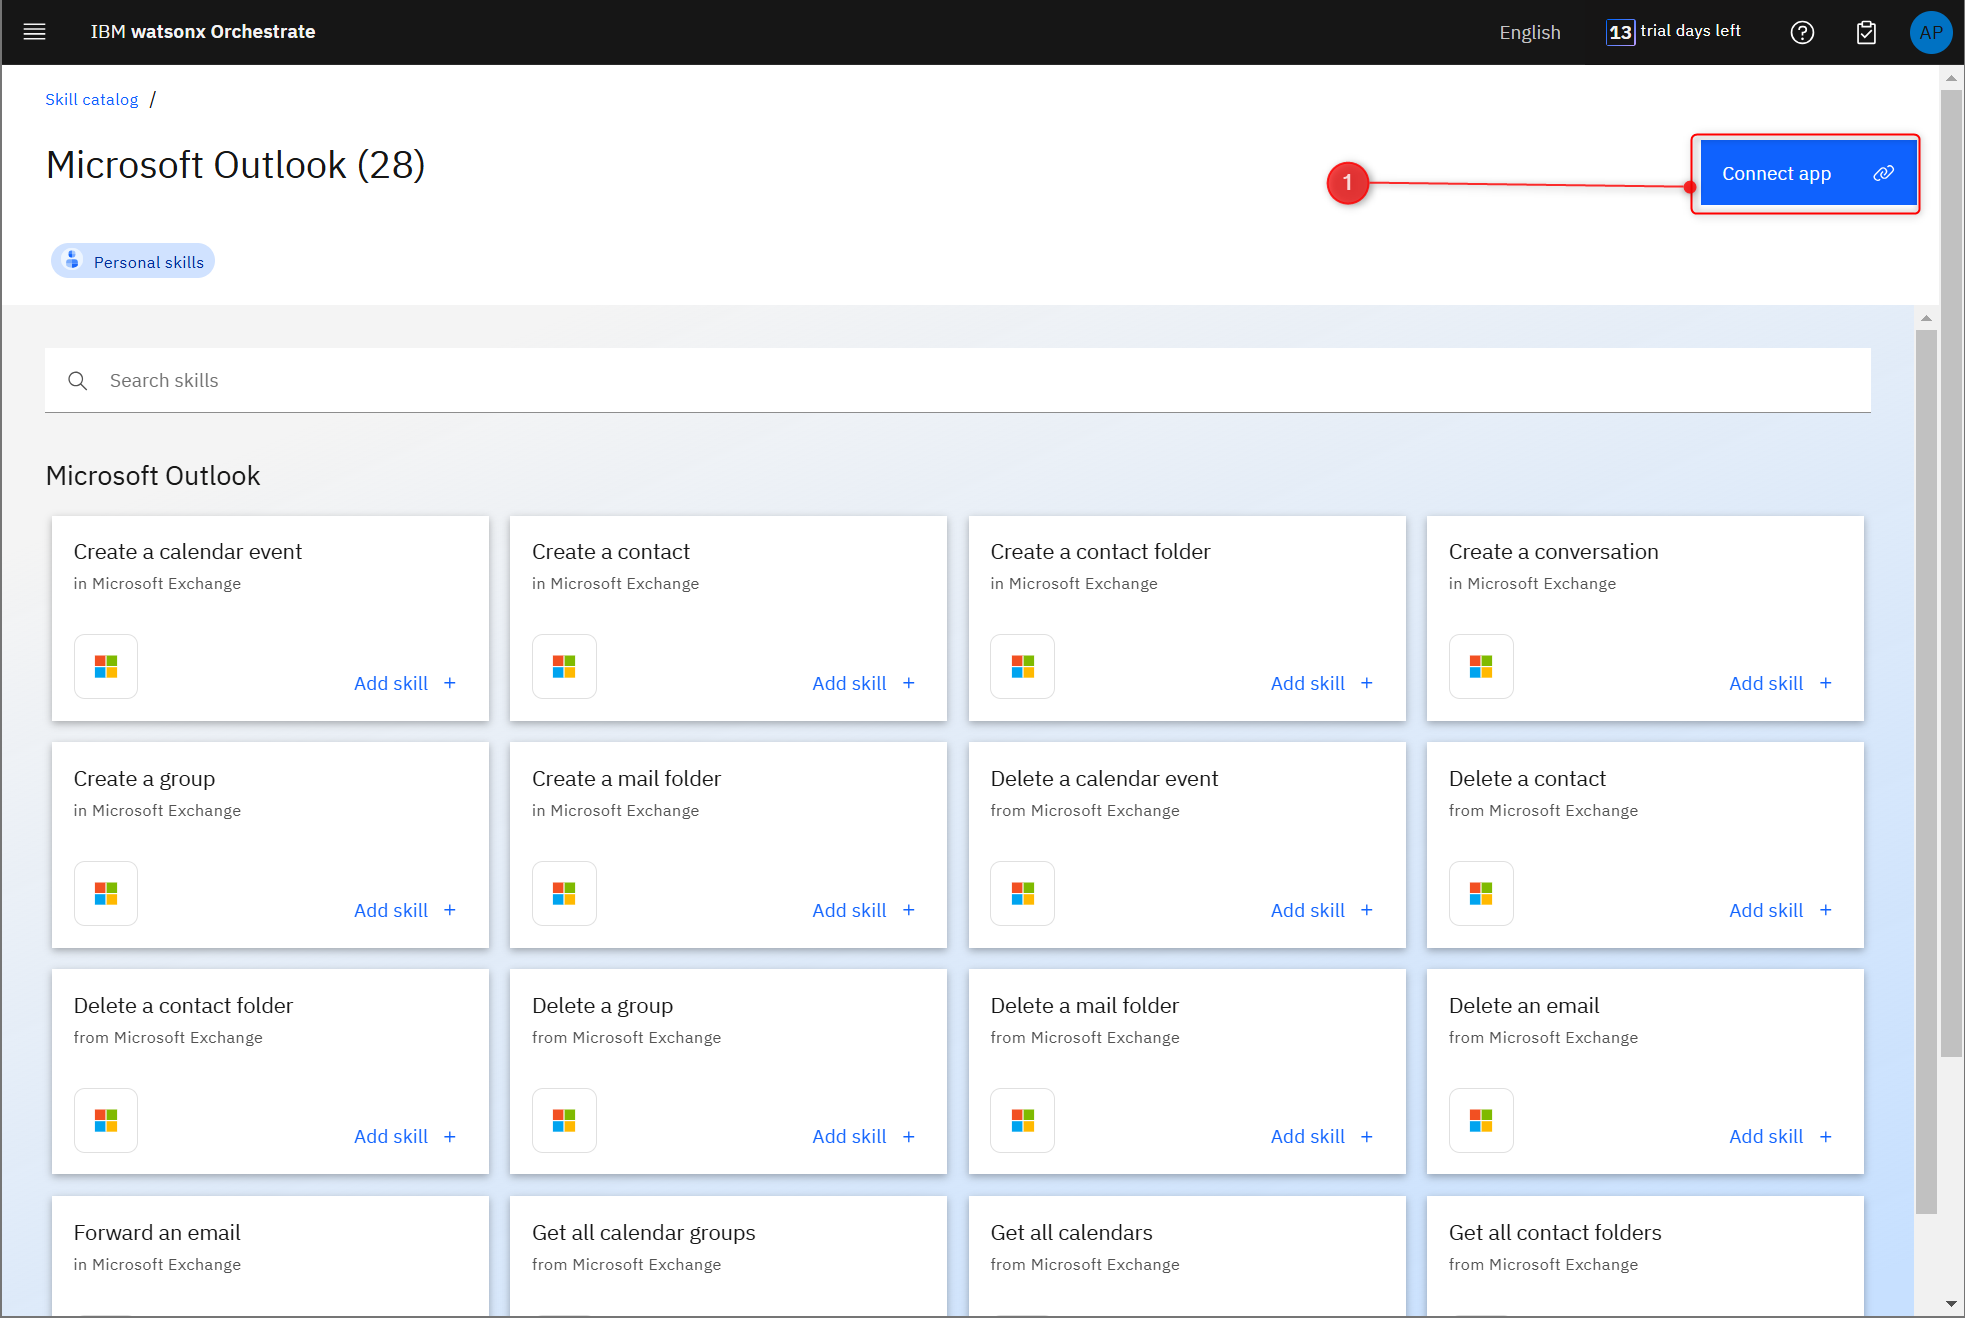 IBM watsonx Orchestrate
English
13 trial days left
AP
Skill catalog /
Microsoft Outlook (28)
1
Connect app
Personal skills
Search skills
Microsoft Outlook
Create a calendar event
in Microsoft Exchange
Add skill +
Create a contact
in Microsoft Exchange
Add skill +
Create a contact folder
in Microsoft Exchange
Add skill +
Create a conversation
in Microsoft Exchange
Add skill +
Create a group
in Microsoft Exchange
Add skill +
Create a mail folder
in Microsoft Exchange
Add skill +
Delete a calendar event
from Microsoft Exchange
Add skill +
Delete a contact
from Microsoft Exchange
Add skill +
Delete a contact folder
from Microsoft Exchange
Add skill +
Delete a group
from Microsoft Exchange
Add skill +
Delete a mail folder
from Microsoft Exchange
Add skill +
Delete an email
from Microsoft Exchange
Add skill +
Forward an email
in Microsoft Exchange
Get all calendar groups
from Microsoft Exchange
Get all calendars
from Microsoft Exchange
Get all contact folders
from Microsoft Exchange